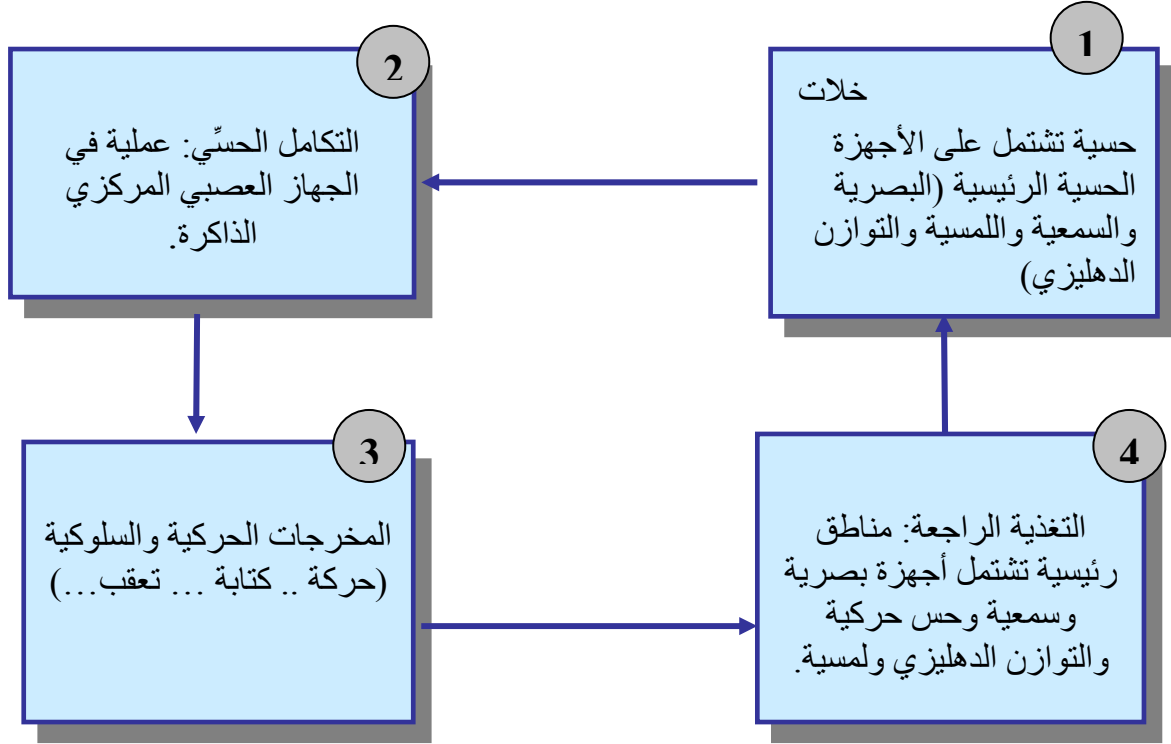 1
خلات
حسية تشتمل على الأجهزة
الحسية الرئيسية (البصرية
والسمعية واللمسية والتوازن
الدهليزي)
2
التكامل الحسِّي: عملية في
الجهاز العصبي المركزي
الذاكرة.
3
المخرجات الحركية والسلوكية
(حركة .. كتابة ... تعقب...)
4
التغذية الراجعة: مناطق
رئيسية تشتمل أجهزة بصرية
وسمعية وحس حركية
والتوازن الدهليزي ولمسية.